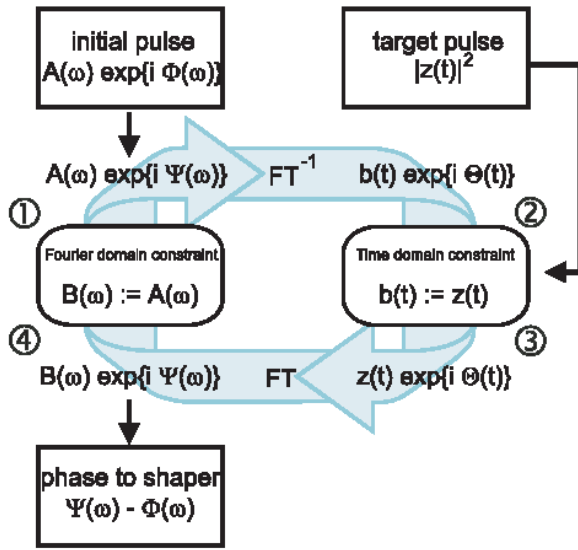 initial pulse
A(ω) exp{i Φ(ω)}
target pulse
|z(t)|²
A(ω) exp{i Ψ(ω)}
FT⁻¹
b(t) exp{i Θ(t)}
①
②
Fourier domain constraint
B(ω) := A(ω)
Time domain constraint
b(t) := z(t)
④
③
B(ω) exp{i Ψ(ω)}
FT
z(t) exp{i Θ(t)}
phase to shaper
Ψ(ω) - Φ(ω)